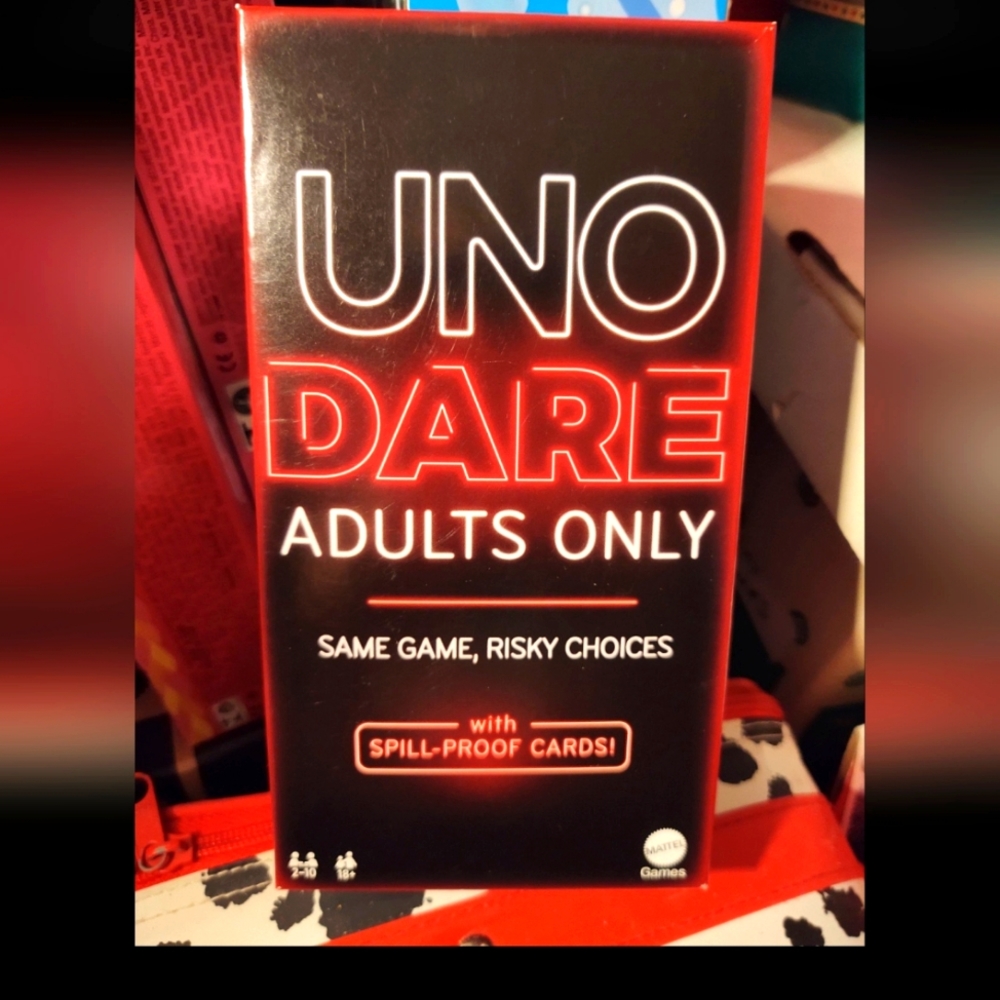 UNO
DARE
ADULTS ONLY
SAME GAME, RISKY CHOICES
with
SPILL-PROOF CARDS!
2-10 18+
MATTEL
Games